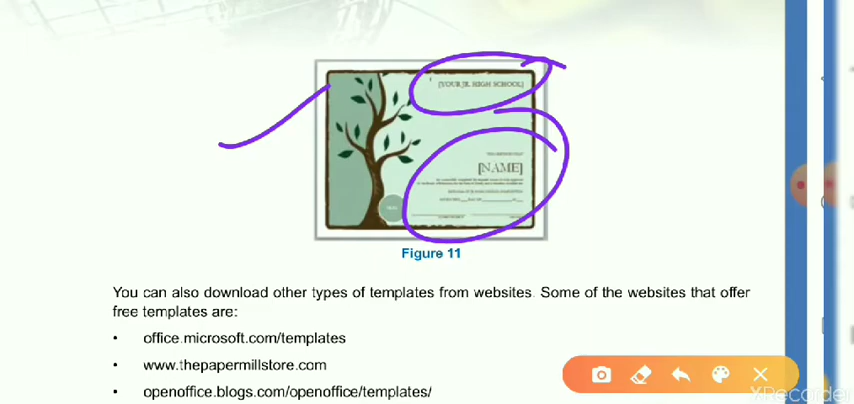 [YOUR JR. HIGH SCHOOL]
[NAME]
Figure 11
You can also download other types of templates from websites. Some of the websites that offer
free templates are:
• office.microsoft.com/templates
• www.thepapermillstore.com
• openoffice.blogs.com/openoffice/templates/
XRecorder